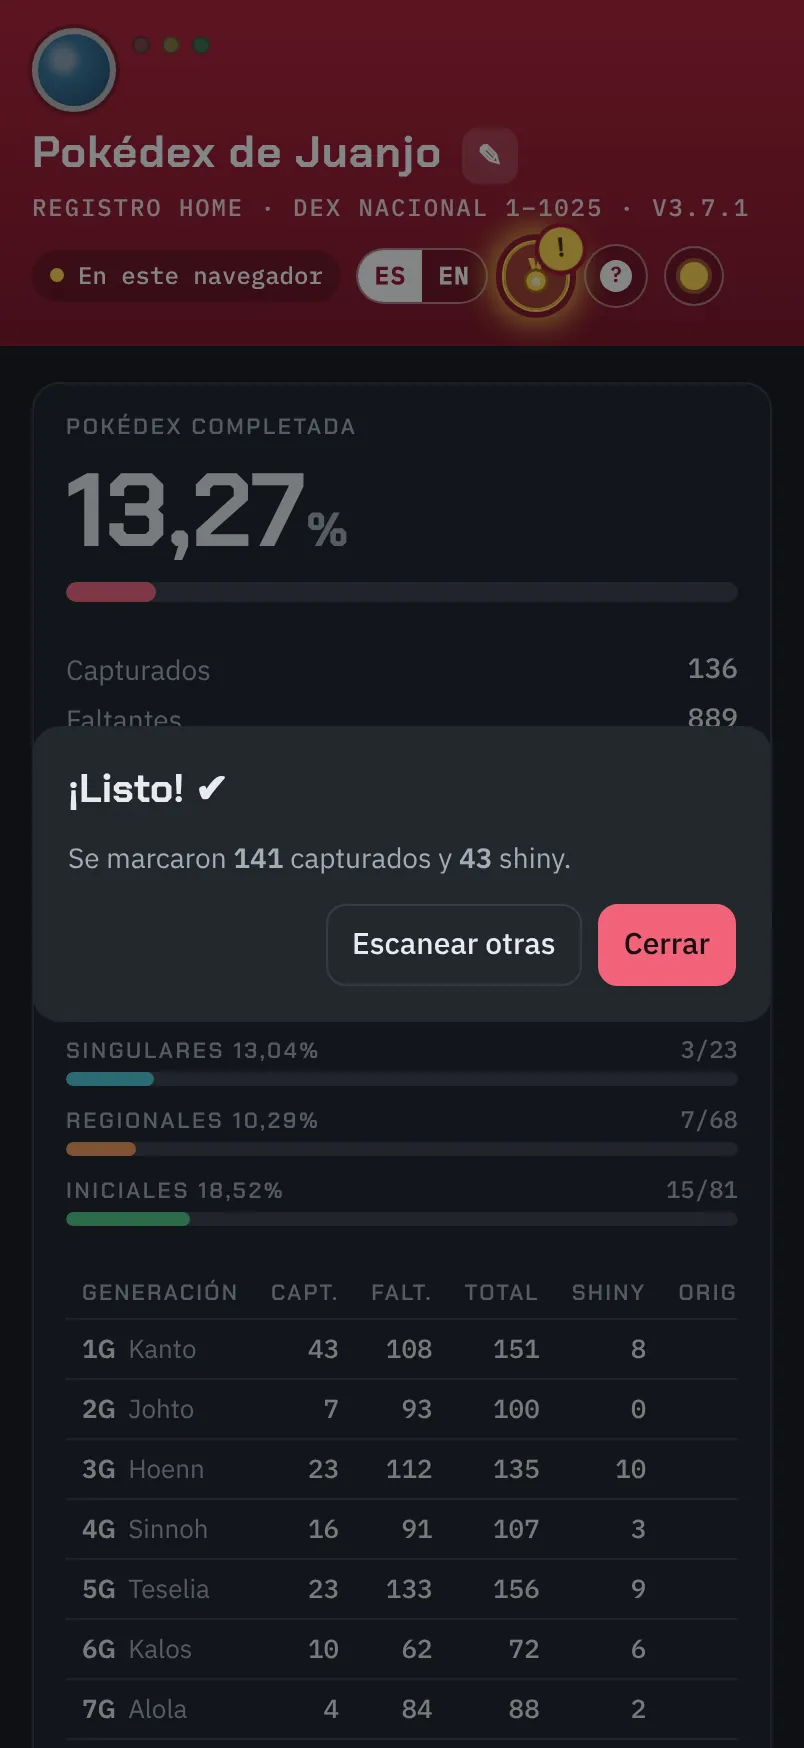 Pokédex de Juanjo ✎
REGISTRO HOME · DEX NACIONAL 1–1025 · V3.7.1
En este navegador ES EN ! ?
POKÉDEX COMPLETADA
13,27%
Capturados 136
Faltantes 889
¡Listo! ✔
Se marcaron 141 capturados y 43 shiny.
Escanear otras Cerrar
SINGULARES 13,04% 3/23
REGIONALES 10,29% 7/68
INICIALES 18,52% 15/81
GENERACIÓN CAPT. FALT. TOTAL SHINY ORIG
1G Kanto 43 108 151 8
2G Johto 7 93 100 0
3G Hoenn 23 112 135 10
4G Sinnoh 16 91 107 3
5G Teselia 23 133 156 9
6G Kalos 10 62 72 6
7G Alola 4 84 88 2